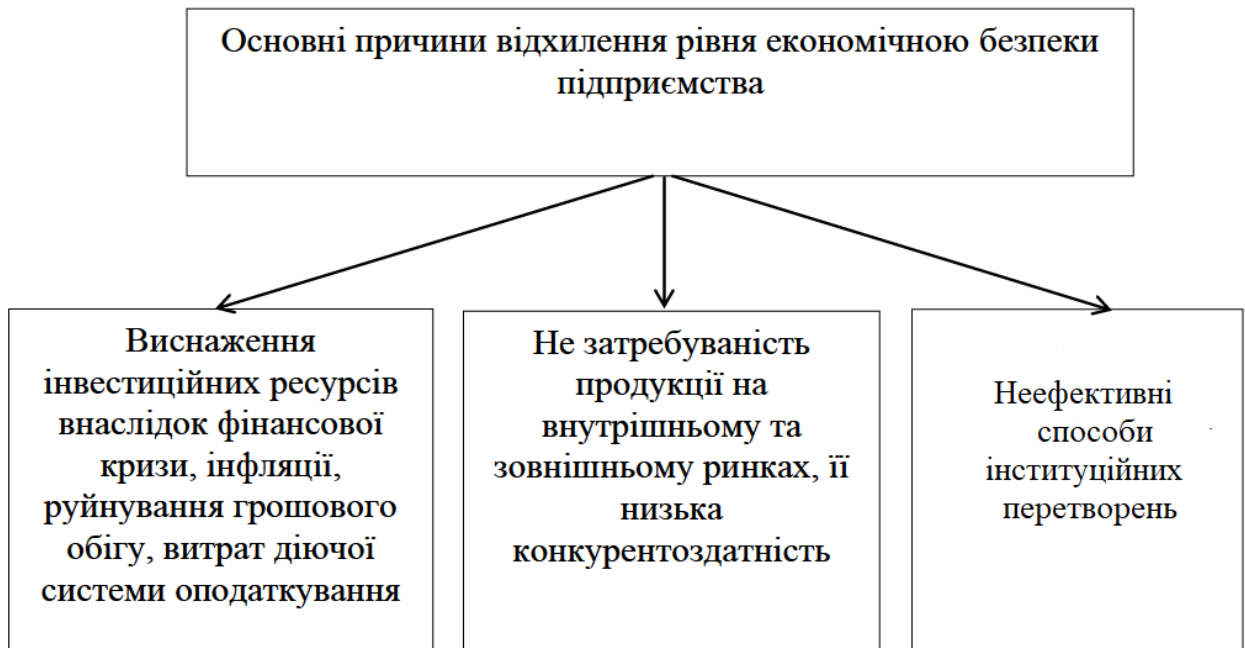 Основні причини відхилення рівня економічною безпеки
підприємства
Виснаження
інвестиційних ресурсів
внаслідок фінансової
кризи, інфляції,
руйнування грошового
обігу, витрат діючої
системи оподаткування
Не затребуваність
продукції на
внутрішньому та
зовнішньому ринках, її
низька
конкурентоздатність
Неефективні
способи
інституційних
перетворень